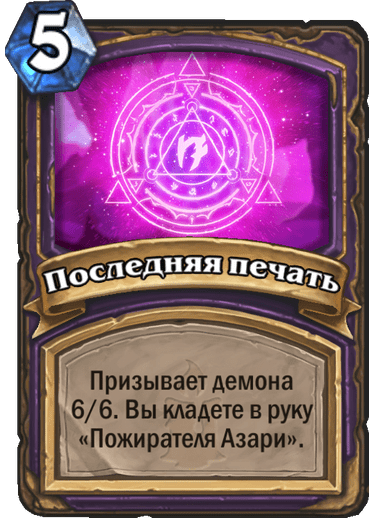 5
Последняя печать
Призывает демона
6/6. Вы кладете в руку
«Пожирателя Азари».